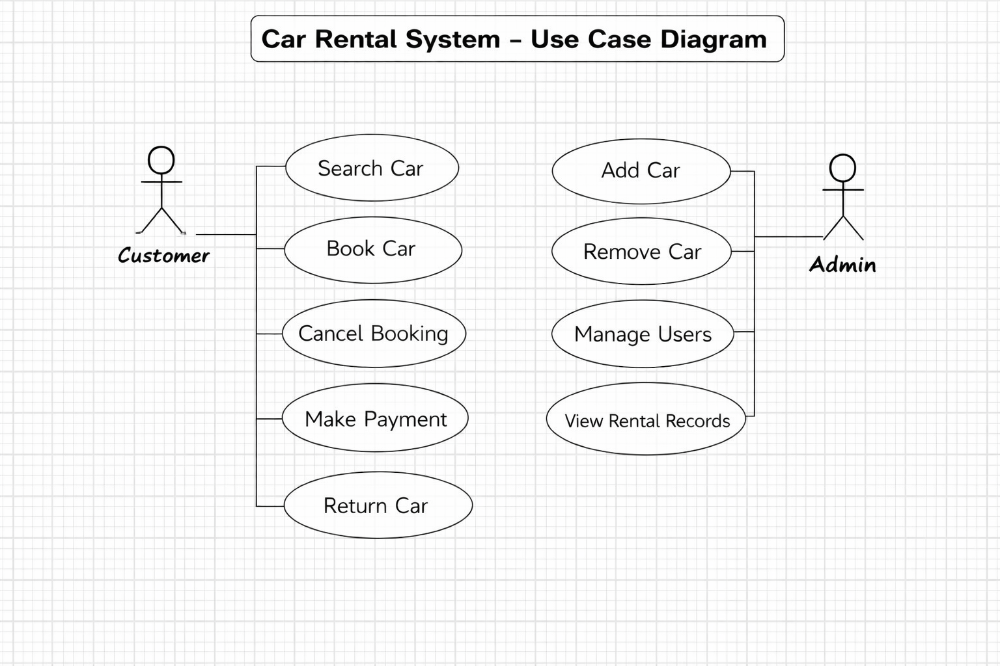 Car Rental System – Use Case Diagram
Customer
Search Car
Book Car
Cancel Booking
Make Payment
Return Car
Add Car
Remove Car
Manage Users
View Rental Records
Admin